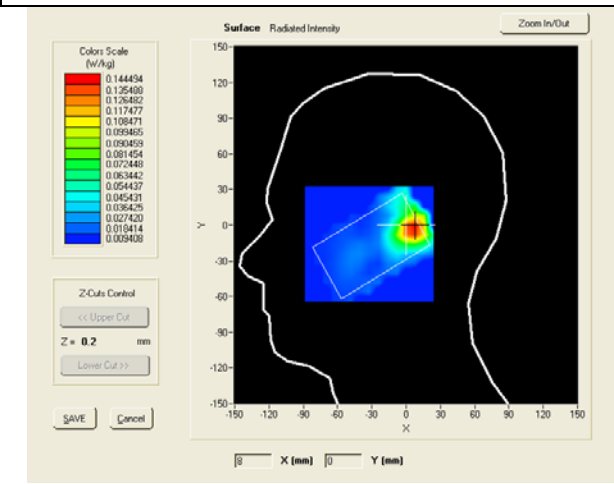 Surface Radiated Intensity
Zoom In/Out
Colors Scale
(W/kg)
0.144494
0.135488
0.126482
0.117477
0.108471
0.099465
0.090459
0.081454
0.072448
0.063442
0.054437
0.045431
0.036425
0.027420
0.018414
0.009408
150
120
90
60
30
0
-30
-60
-90
-120
-150
Y
-150 -120 -90 -60 -30 0 30 60 90 120 150
X
Z-Cuts Control
<< Upper Cut
Z = 0.2 mm
Lower Cut >>
SAVE Cancel
8 X (mm) 0 Y (mm)